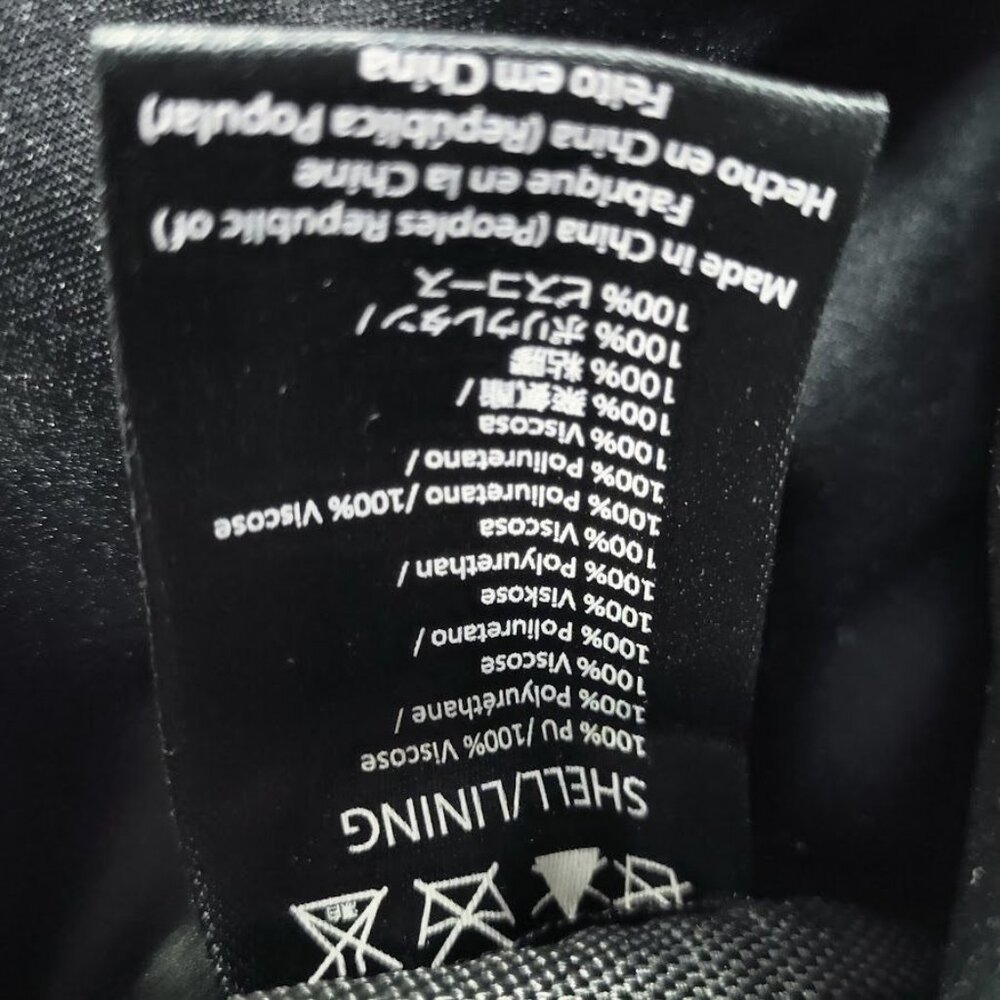 SHELL/LINING
100% PU /100% Viscose
100% Polyuréthane /
100% Viscose
100% Poliuretano /
100% Viskose
100% Polyurethan /
100% Viscosa
100% Poliuretano /100% Viscose
100% Poliuretano /
100% Viscosa
100% 聚氨酯 /
100% 粘膠
100% ポリウレタン /
100% ビスコース
Made in China (Peoples Republic of)
Fabriqué en la Chine
Hecho en China (República Popular)
Feito em China